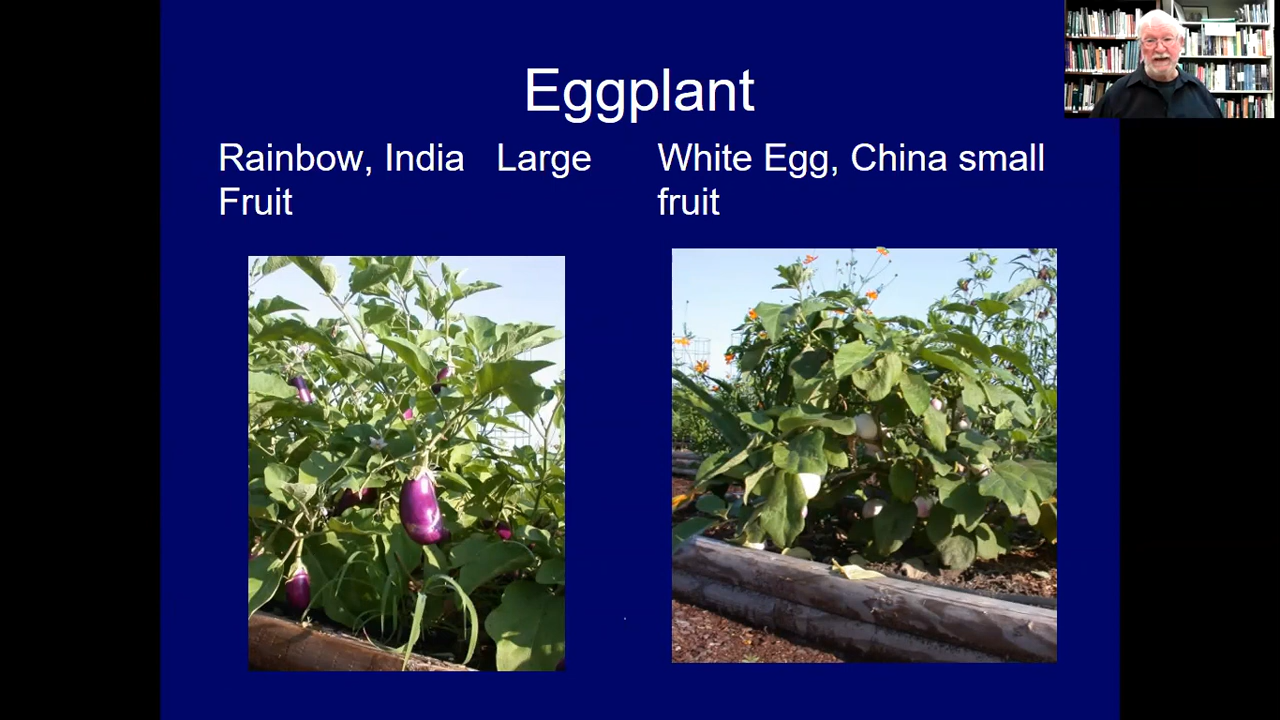 Eggplant
Rainbow, India Large
Fruit
White Egg, China small
fruit